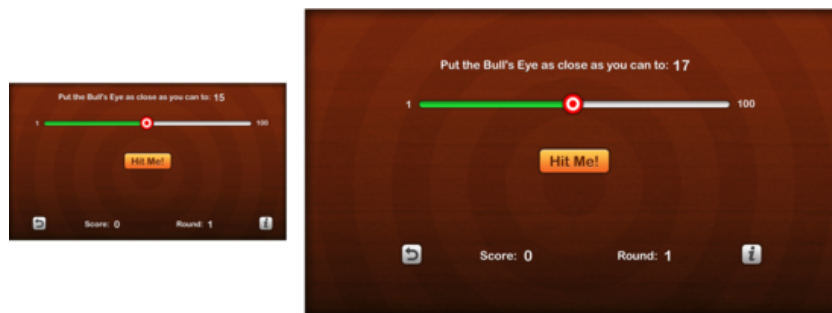 Put the Bull's Eye as close as you can to: 15
1 100
Hit Me!
Score: 0 Round: 1
Put the Bull's Eye as close as you can to: 17
1 100
Hit Me!
Score: 0 Round: 1